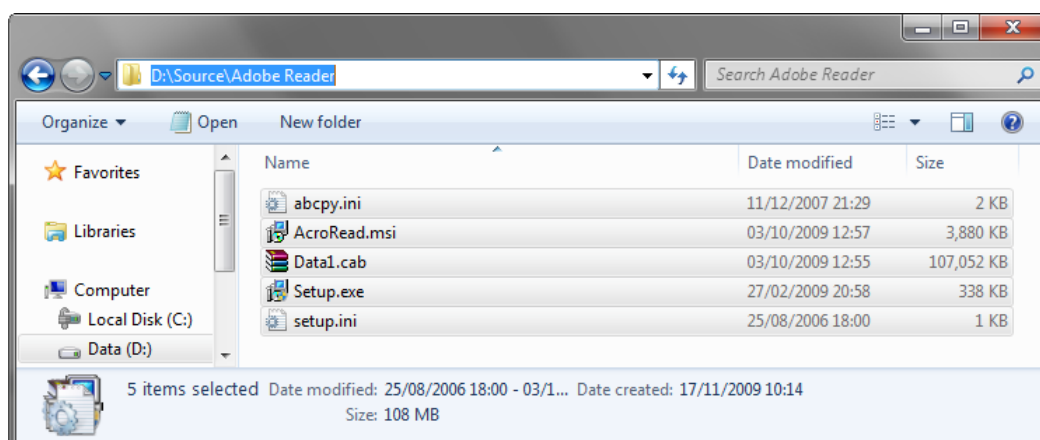 D:\Source\Adobe Reader Search Adobe Reader
Organize Open New folder
Favorites
Libraries
Computer
Local Disk (C:)
Data (D:)
Name Date modified Size
abcpy.ini 11/12/2007 21:29 2 KB
AcroRead.msi 03/10/2009 12:57 3,880 KB
Data1.cab 03/10/2009 12:55 107,052 KB
Setup.exe 27/02/2009 20:58 338 KB
setup.ini 25/08/2006 18:00 1 KB
5 items selected Date modified: 25/08/2006 18:00 - 03/1... Date created: 17/11/2009 10:14
Size: 108 MB